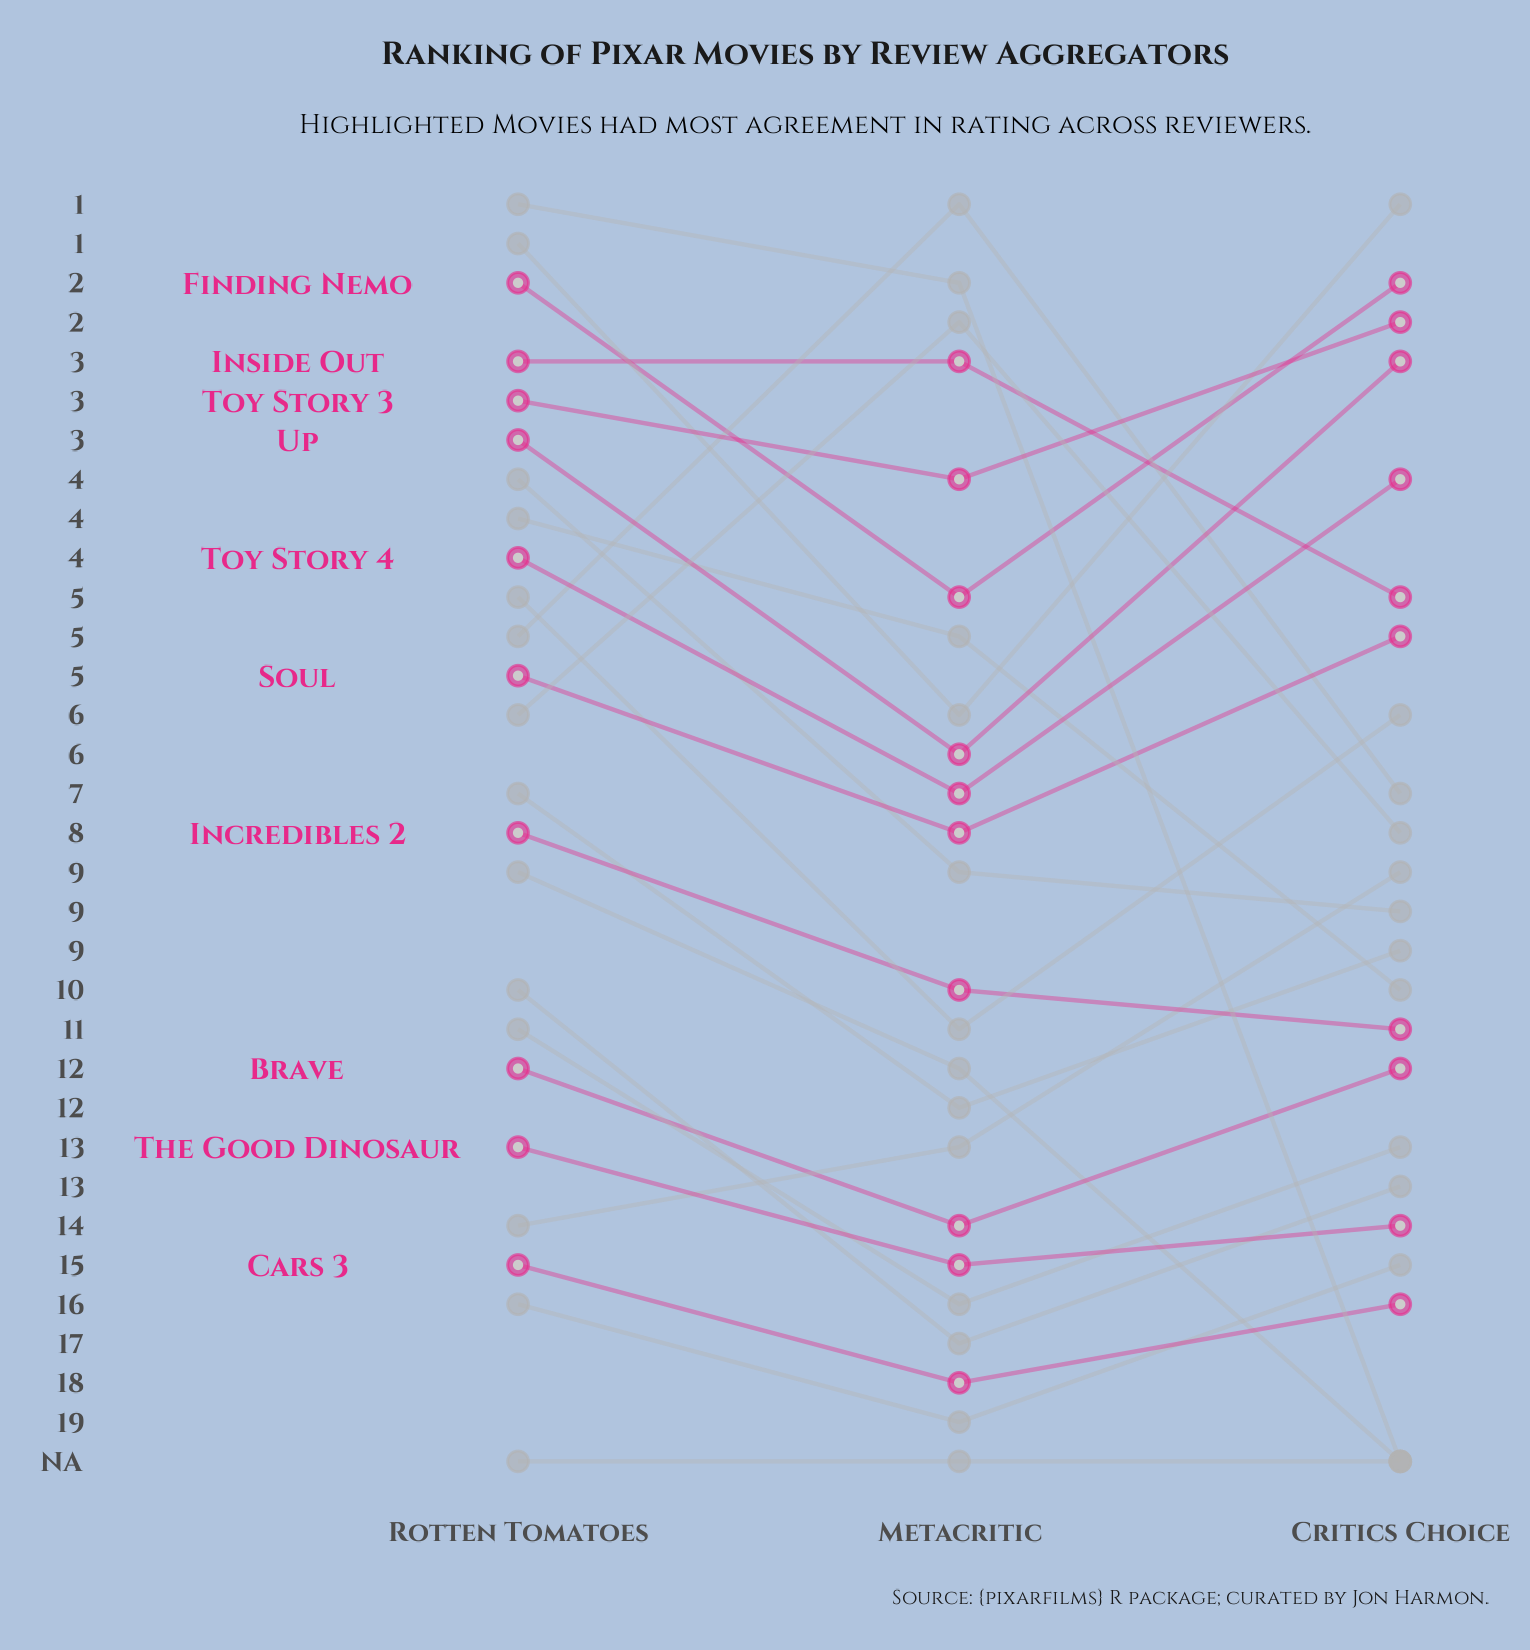 Ranking of Pixar Movies by Review Aggregators
Highlighted Movies had most agreement in rating across reviewers.
1
1
2 Finding Nemo
2
3 Inside Out
3 Toy Story 3
3 Up
4
4
4 Toy Story 4
5
5
5 Soul
6
6
7
8 Incredibles 2
9
9
9
10
11
12 Brave
12
13 The Good Dinosaur
13
14
15 Cars 3
16
17
18
19
NA
Rotten Tomatoes Metacritic Critics Choice
Source: {pixarfilms} R package; curated by Jon Harmon.